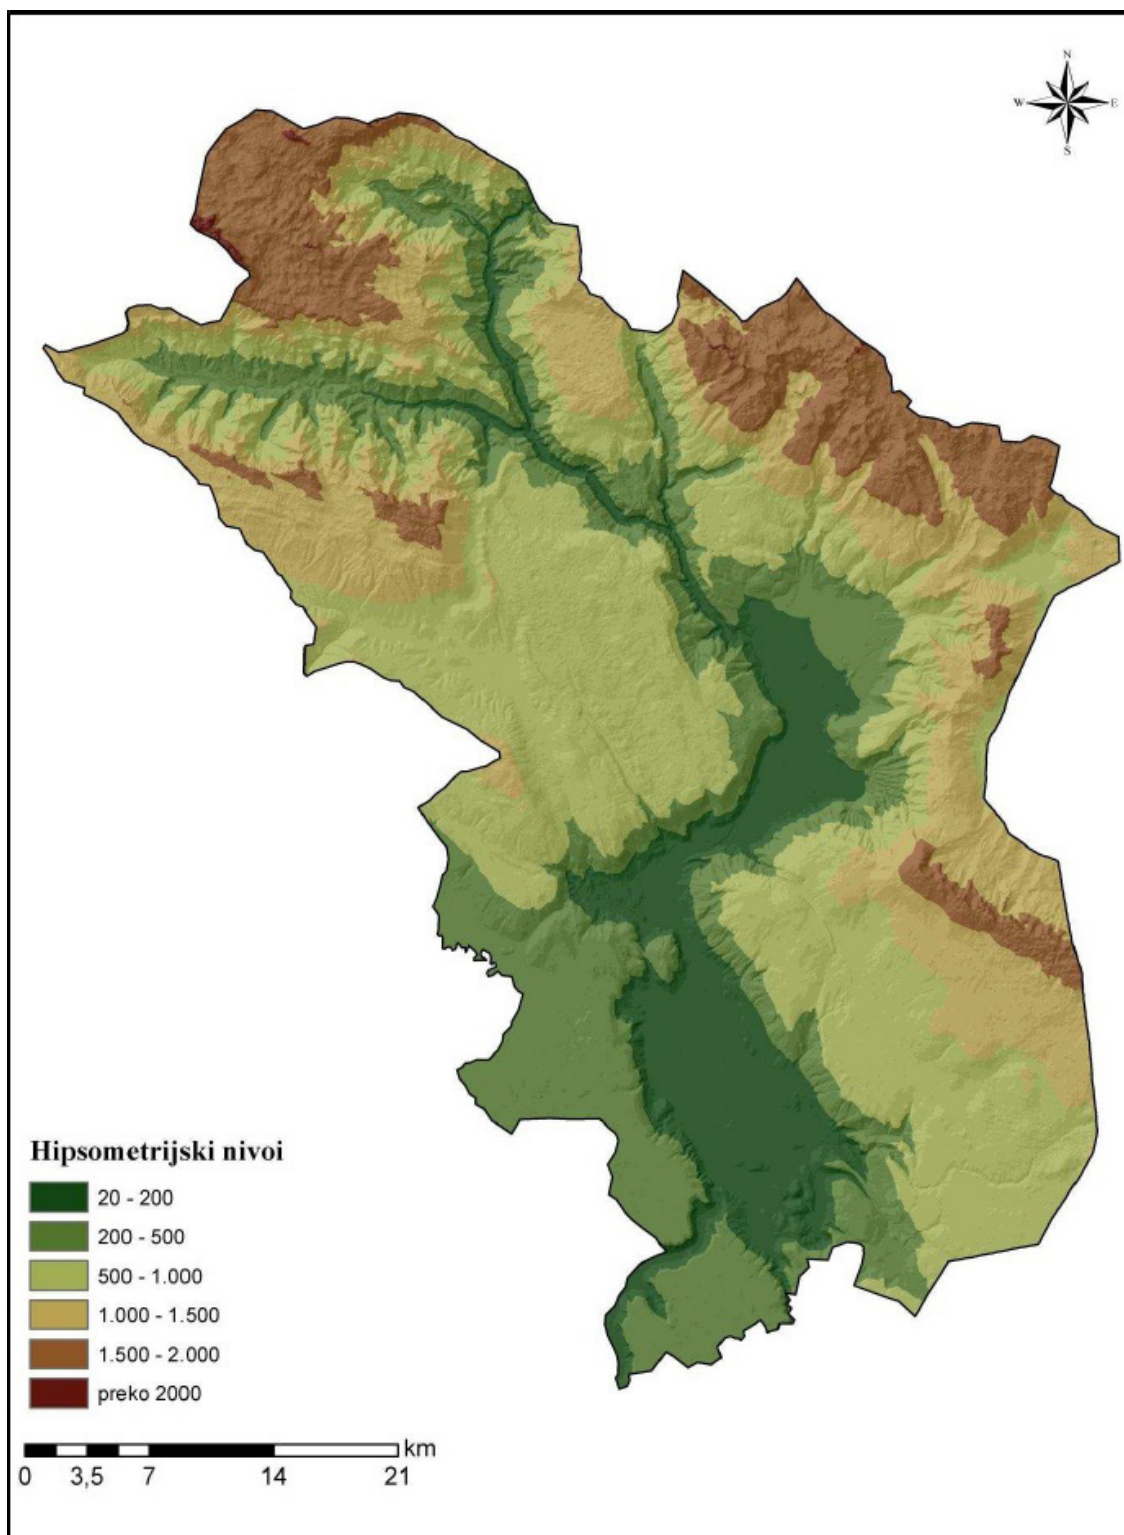 N
W E
S
Hipsometrijski nivoi
20 - 200
200 - 500
500 - 1.000
1.000 - 1.500
1.500 - 2.000
preko 2000
km
0 3,5 7 14 21